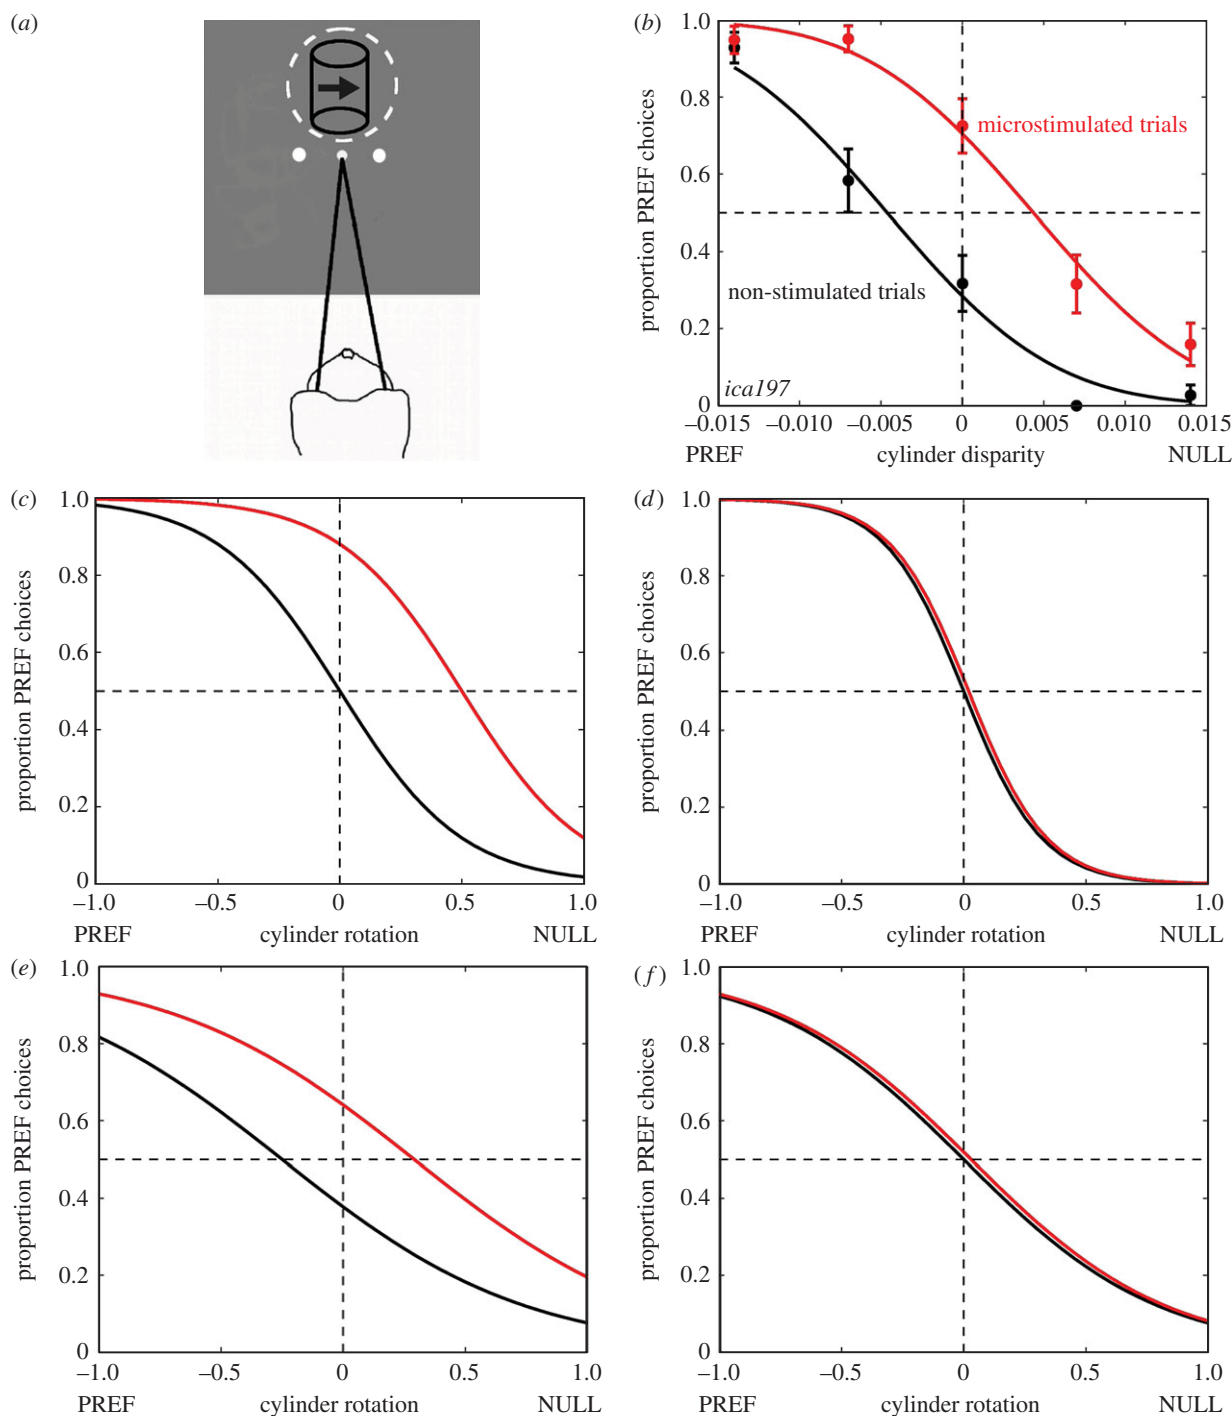 (a)
(b)
1.0
0.8
0.6
0.4
0.2
0
proportion PREF choices
microstimulated trials
non-stimulated trials
ica197
–0.015 –0.010 –0.005 0 0.005 0.010 0.015
PREF cylinder disparity NULL
(c)
1.0
0.8
0.6
0.4
0.2
0
proportion PREF choices
–1.0 –0.5 0 0.5 1.0
PREF cylinder rotation NULL
(d)
1.0
0.8
0.6
0.4
0.2
0
proportion PREF choices
–1.0 –0.5 0 0.5 1.0
PREF cylinder rotation NULL
(e)
1.0
0.8
0.6
0.4
0.2
0
proportion PREF choices
–1.0 –0.5 0 0.5 1.0
PREF cylinder rotation NULL
(f)
1.0
0.8
0.6
0.4
0.2
0
proportion PREF choices
–1.0 –0.5 0 0.5 1.0
PREF cylinder rotation NULL